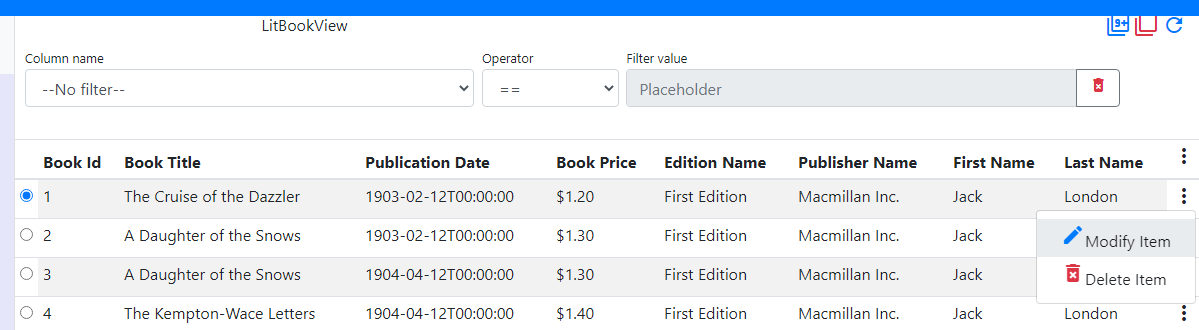 LitBookView 9+
Column name Operator Filter value
--No filter-- == Placeholder
Book Id Book Title Publication Date Book Price Edition Name Publisher Name First Name Last Name
1 The Cruise of the Dazzler 1903-02-12T00:00:00 $1.20 First Edition Macmillan Inc. Jack London
2 A Daughter of the Snows 1903-02-12T00:00:00 $1.30 First Edition Macmillan Inc. Jack
Modify Item
3 A Daughter of the Snows 1904-04-12T00:00:00 $1.30 First Edition Macmillan Inc. Jack
Delete Item
4 The Kempton-Wace Letters 1904-04-12T00:00:00 $1.40 First Edition Macmillan Inc. Jack London